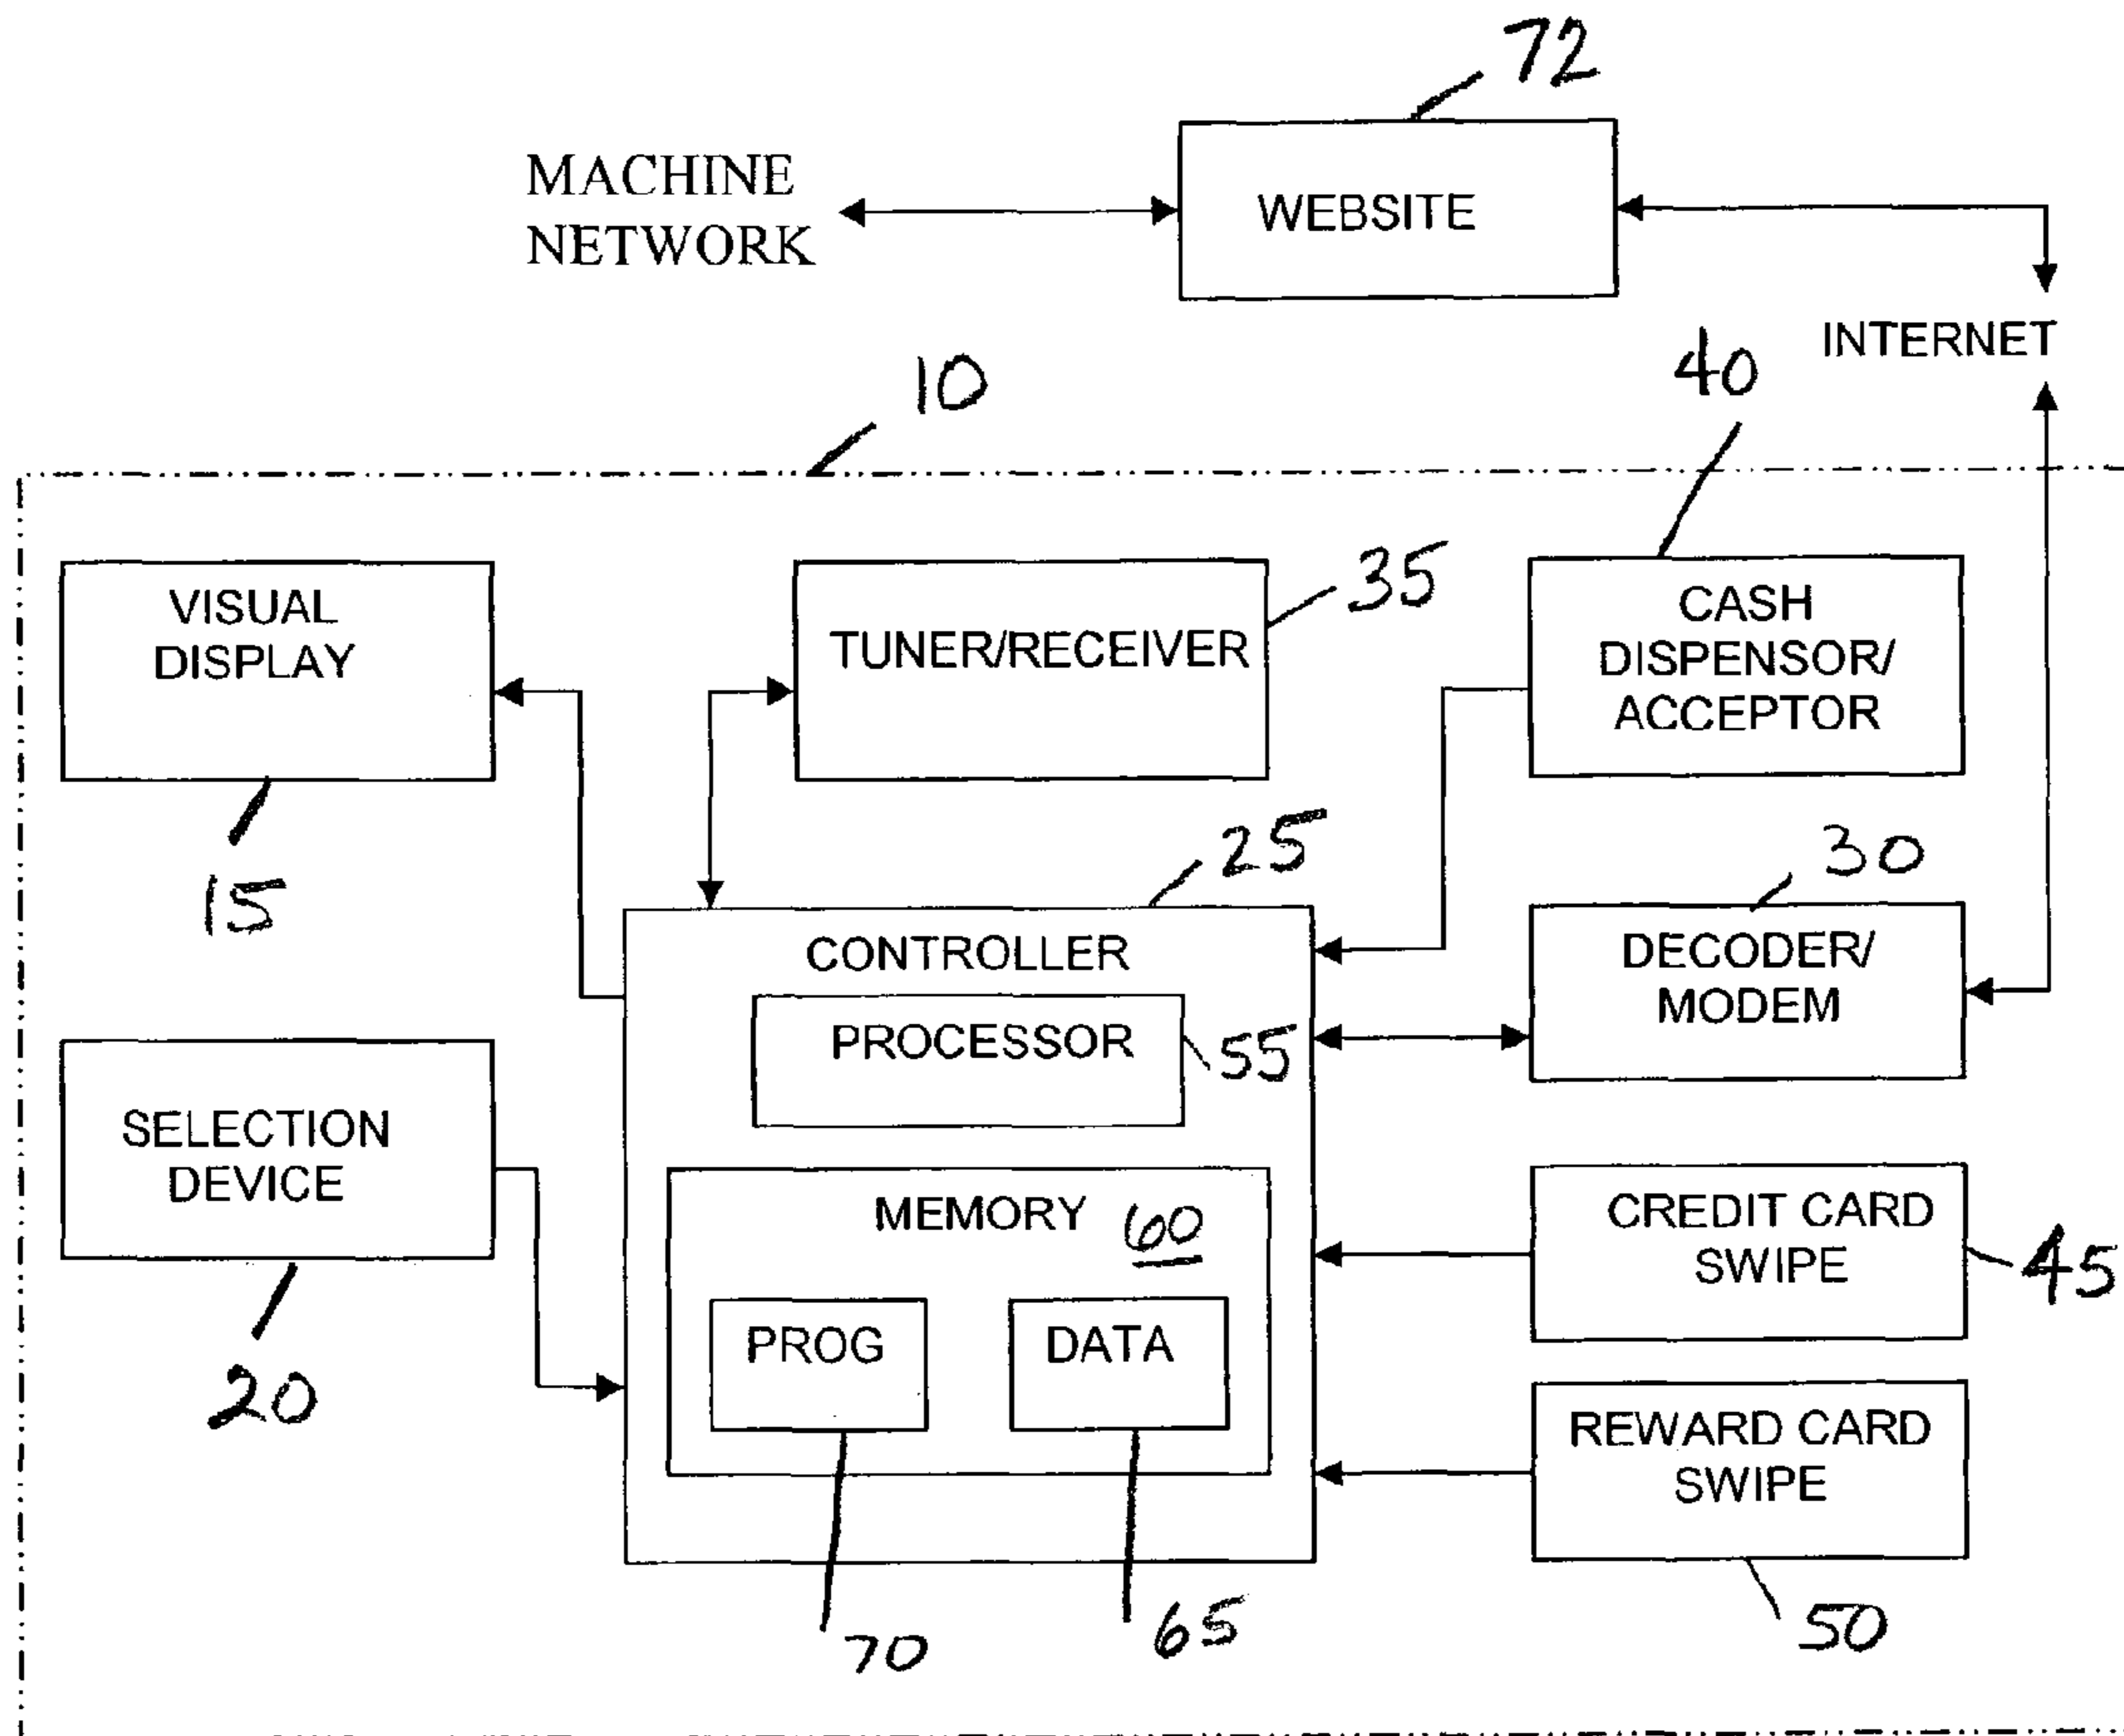 72
MACHINE
NETWORK
WEBSITE
INTERNET
10
40
VISUAL
DISPLAY
15
TUNER/RECEIVER
35
CASH
DISPENSOR/
ACCEPTOR
25
30
CONTROLLER
DECODER/
MODEM
PROCESSOR
55
SELECTION
DEVICE
20
MEMORY
60
PROG
DATA
CREDIT CARD
SWIPE
45
REWARD CARD
SWIPE
70
65
50